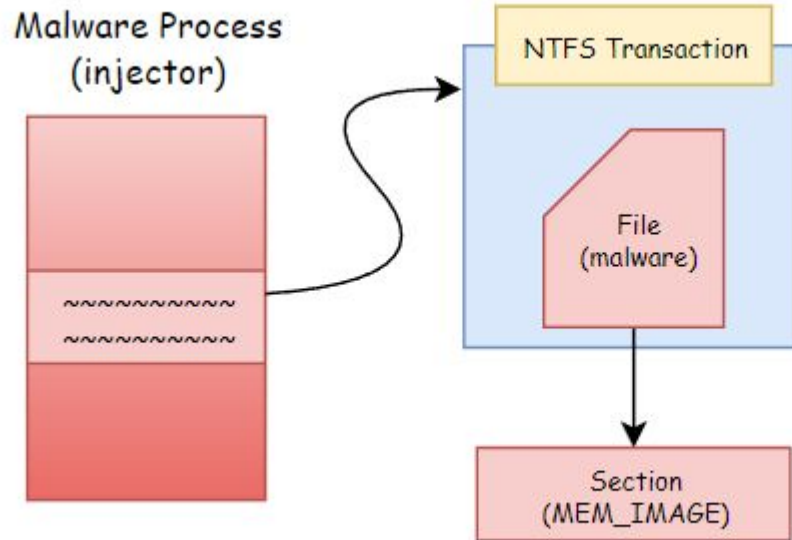 Malware Process
(injector)
NTFS Transaction
~~~~~~~~~~
~~~~~~~~~~
File
(malware)
Section
(MEM_IMAGE)